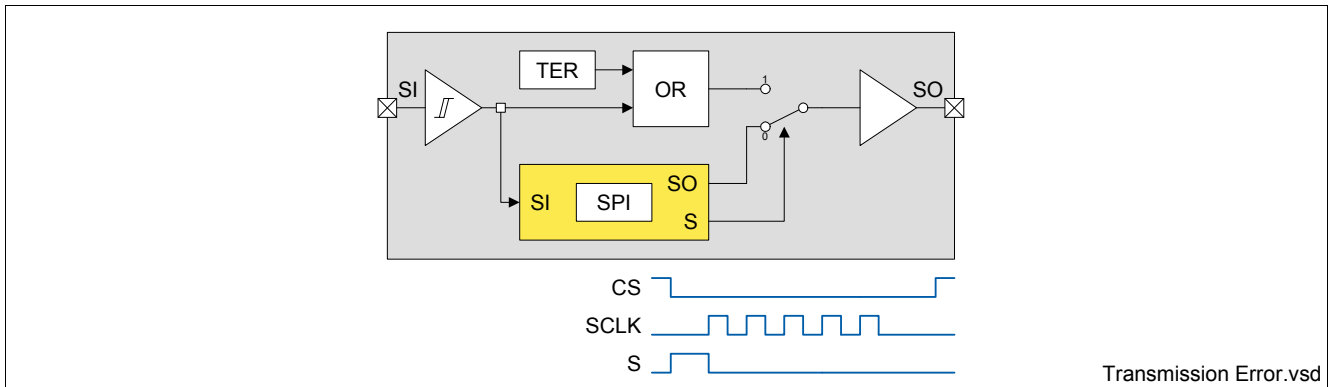 TER
OR
1
SI
SO
0
SO
SI
SPI
S
CS
SCLK
S
Transmission Error.vsd